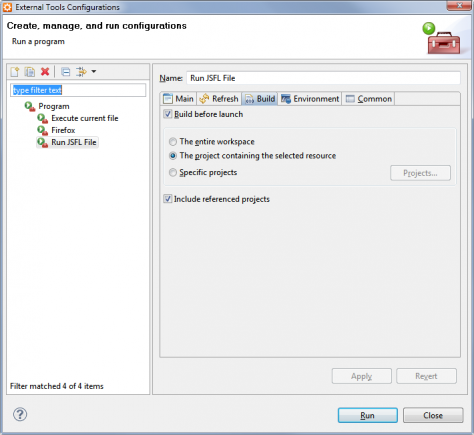 External Tools Configurations
Create, manage, and run configurations
Run a program
type filter text
Program
Execute current file
Firefox
Run JSFL File
Filter matched 4 of 4 items
Name: Run JSFL File
Main Refresh Build Environment Common
Build before launch
The entire workspace
The project containing the selected resource
Specific projects
Projects...
Include referenced projects
Apply Revert
Run Close